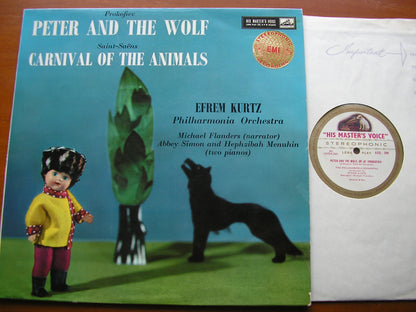 Prokofiev
PETER AND THE WOLF
Saint-Saëns
CARNIVAL OF THE ANIMALS
HIS MASTER'S VOICE
EMI
EFREM KURTZ
Philharmonia Orchestra
Michael Flanders (narrator)
Abbey Simon and Hephzibah Menuhin
(two pianos)
"HIS MASTER'S VOICE"
STEREOPHONIC
PETER AND THE WOLF